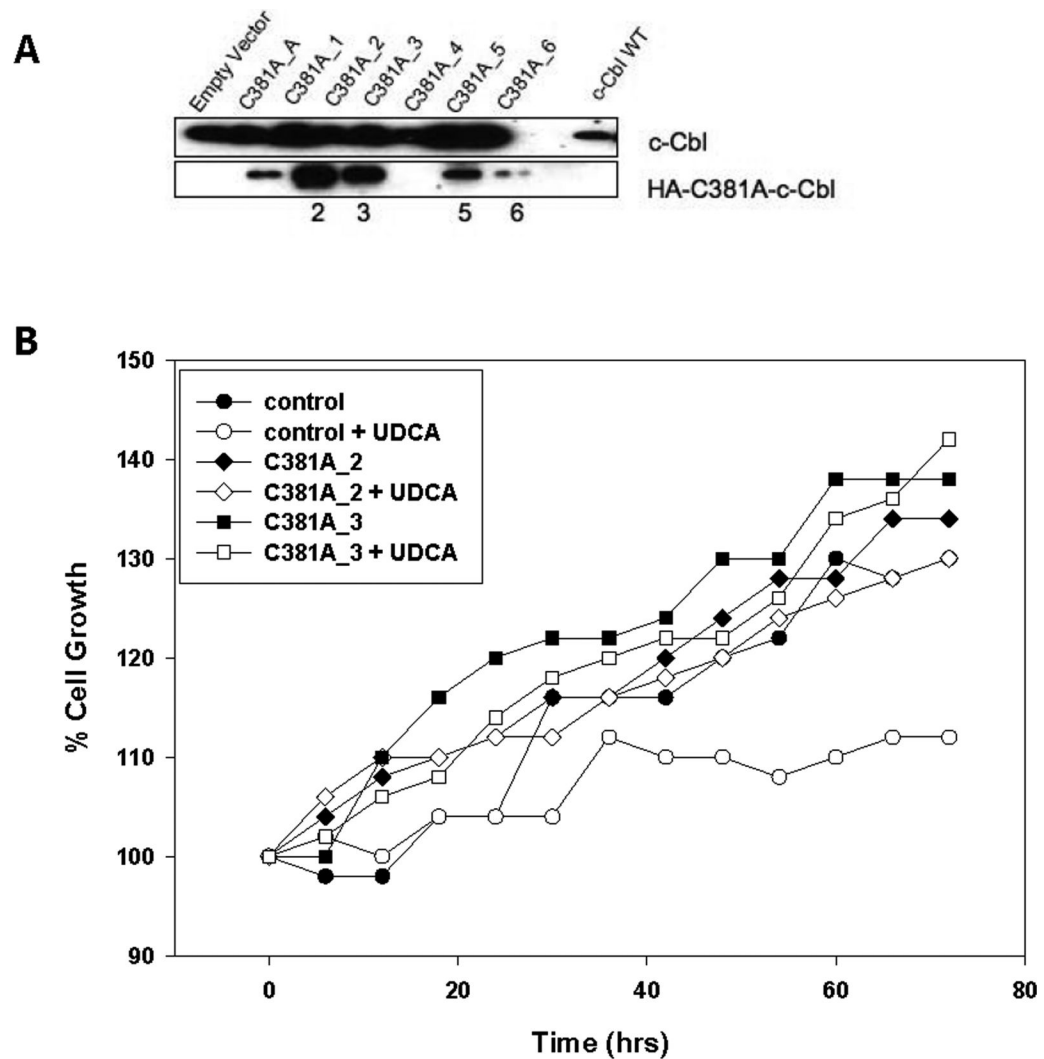 A
Empty Vector
C381A_A
C381A_1
C381A_2
C381A_3
C381A_4
C381A_5
C381A_6
c-Cbl WT
c-Cbl
HA-C381A-c-Cbl
2 3 5 6
B
150
140
130
120
110
100
90
% Cell Growth
control
control + UDCA
C381A_2
C381A_2 + UDCA
C381A_3
C381A_3 + UDCA
0 20 40 60 80
Time (hrs)